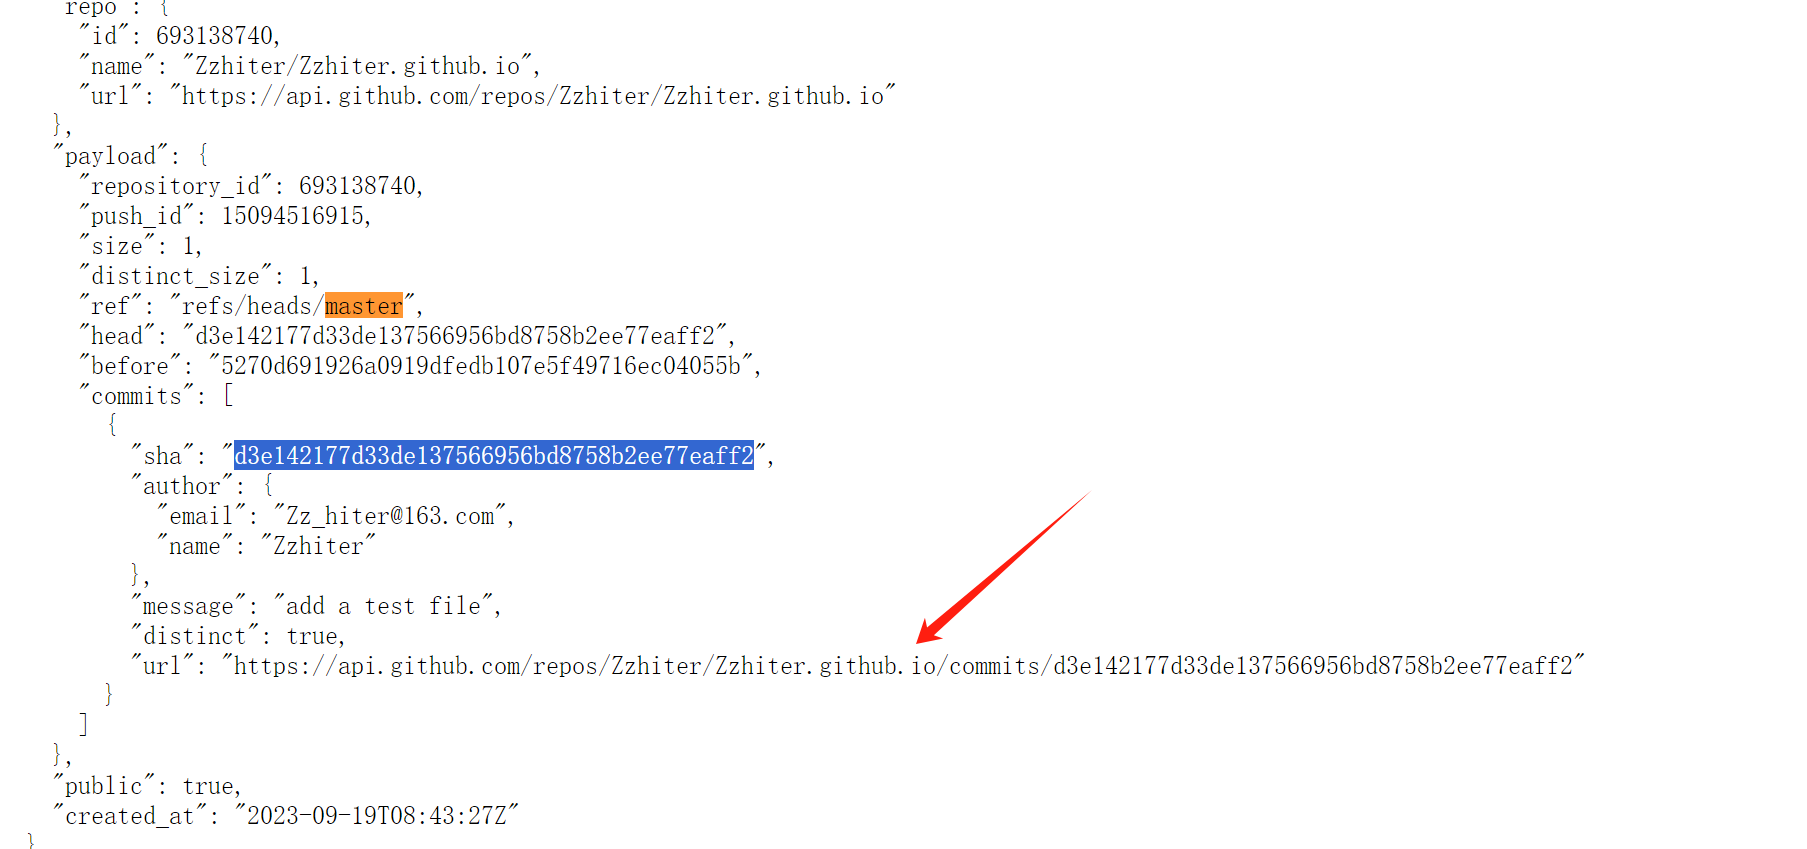 repo": {
"id": 693138740,
"name": "Zzhiter/Zzhiter.github.io",
"url": "https://api.github.com/repos/Zzhiter/Zzhiter.github.io"
},
"payload": {
"repository_id": 693138740,
"push_id": 15094516915,
"size": 1,
"distinct_size": 1,
"ref": "refs/heads/master",
"head": "d3e142177d33de137566956bd8758b2ee77eaff2",
"before": "5270d691926a0919dfedb107e5f49716ec04055b",
"commits": [
{
"sha": "d3e142177d33de137566956bd8758b2ee77eaff2",
"author": {
"email": "Zz_hiter@163.com",
"name": "Zzhiter"
},
"message": "add a test file",
"distinct": true,
"url": "https://api.github.com/repos/Zzhiter/Zzhiter.github.io/commits/d3e142177d33de137566956bd8758b2ee77eaff2"
}
]
},
"public": true,
"created_at": "2023-09-19T08:43:27Z"
}